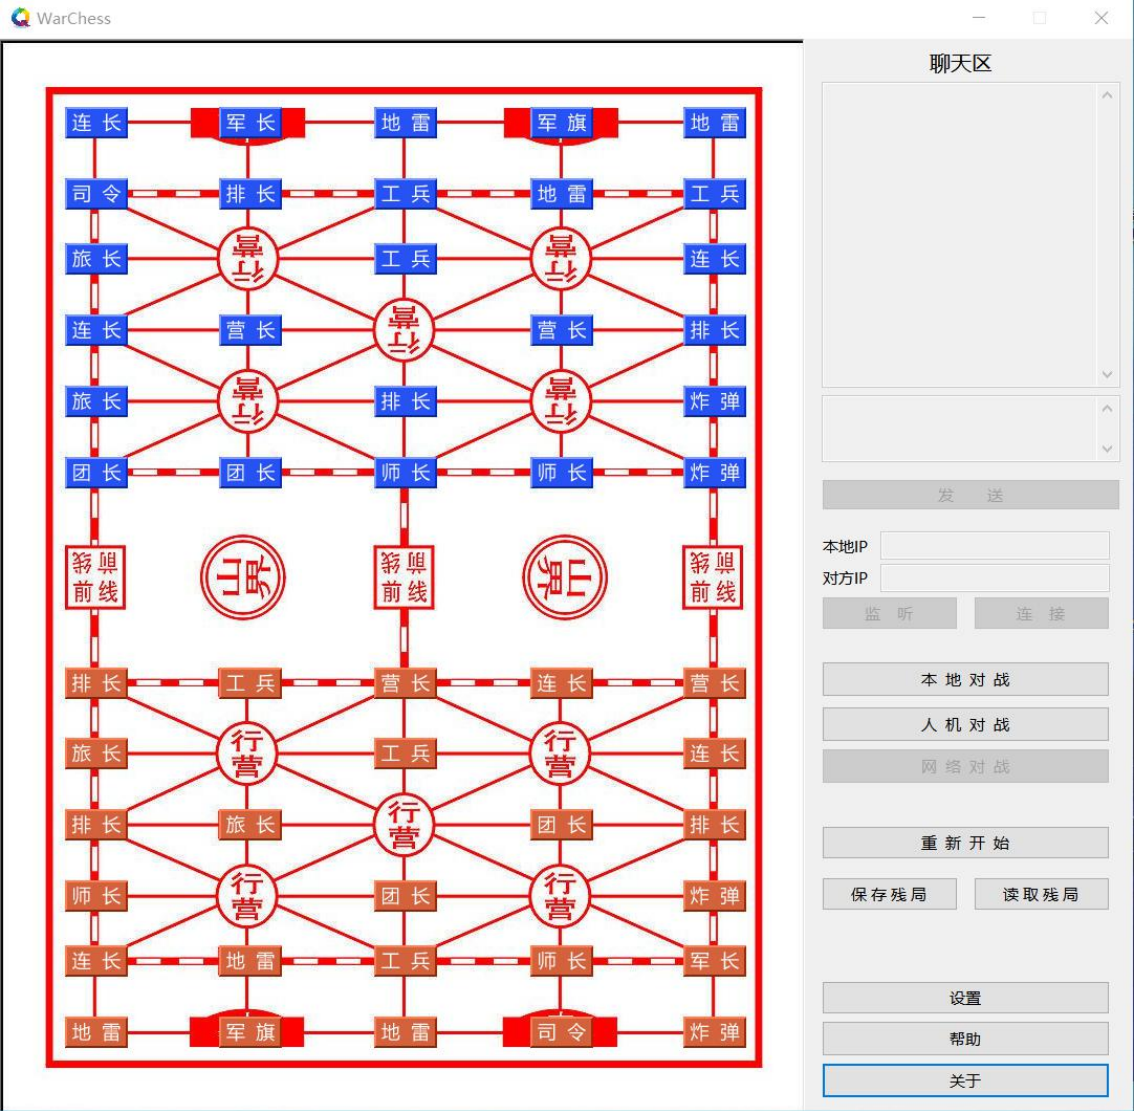 WarChess
聊天区
连长 军长 地雷 军旗 地雷
司令 排长 工兵 地雷 工兵
行营 行营
旅长 工兵 连长
行营
连长 营长 营长 排长
行营 行营
旅长 排长 炸弹
团长 团长 师长 师长 炸弹
发 送
本地IP
前线 前线 前线
山界 山界
前线 前线 前线
对方IP
监 听 连 接
排长 工兵 营长 连长 营长
本地对战
人机对战
网络对战
行营 行营
旅长 工兵 连长
行营
排长 旅长 团长 排长
重新开始
行营 行营
师长 团长 炸弹
保存残局 读取残局
连长 地雷 工兵 师长 军长
设置
地雷 军旗 地雷 司令 炸弹
帮助
关于